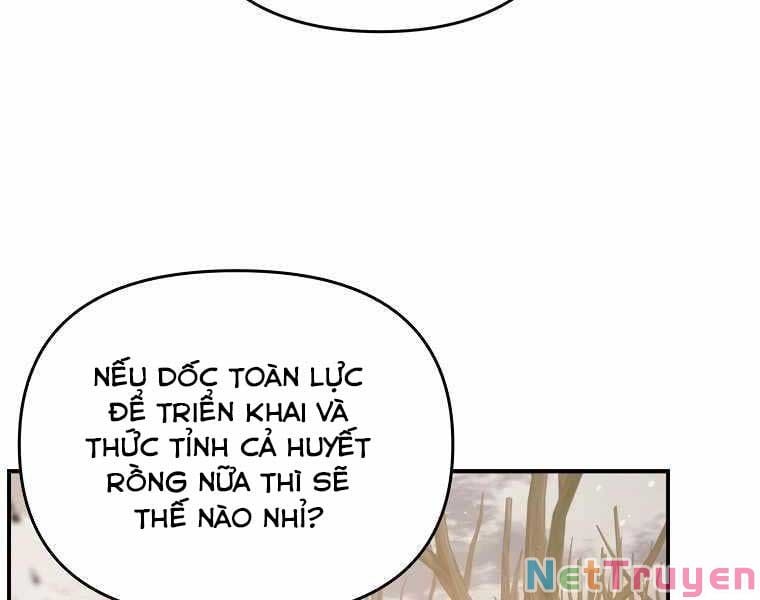 NẾU DỐC TOÀN LỰC
ĐỂ TRIỂN KHAI VÀ
THỨC TỈNH CẢ HUYẾT
RỒNG NỮA THÌ SẼ
THẾ NÀO NHỈ?
NetTruyen